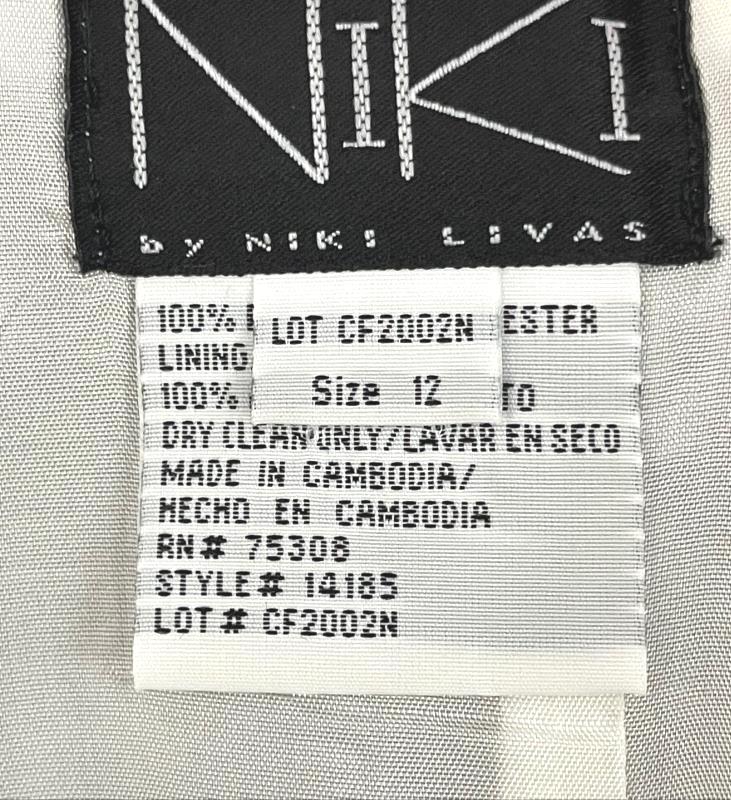 NIKI
by NIKI LIVAS
LOT CF2002N
Size 12
100% ESTER
LINING
100% TO
DRY CLEAN ONLY/LAVAR EN SECO
MADE IN CAMBODIA/
HECHO EN CAMBODIA
RN# 75308
STYLE# 14185
LOT# CF2002N